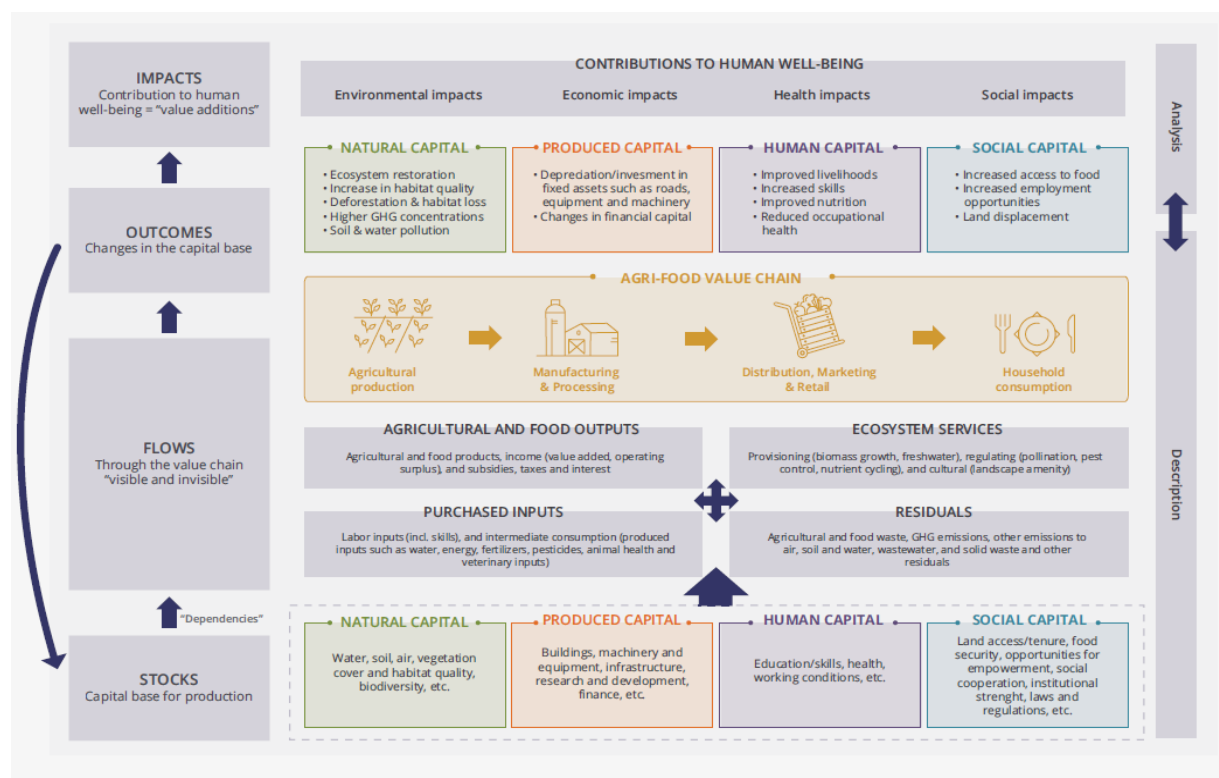 IMPACTS
Contribution to human
well-being = “value additions”
CONTRIBUTIONS TO HUMAN WELL-BEING
Environmental impacts
Economic impacts
Health impacts
Social impacts
Analysis
NATURAL CAPITAL
• Ecosystem restoration
• Increase in habitat quality
• Deforestation & habitat loss
• Higher GHG concentrations
• Soil & water pollution
PRODUCED CAPITAL
• Depreciation/invesment in
fixed assets such as roads,
equipment and machinery
• Changes in financial capital
HUMAN CAPITAL
• Improved livelihoods
• Increased skills
• Improved nutrition
• Reduced occupational
health
SOCIAL CAPITAL
• Increased access to food
• Increased employment
opportunities
• Land displacement
OUTCOMES
Changes in the capital base
AGRI-FOOD VALUE CHAIN
Agricultural
production
Manufacturing
& Processing
Distribution, Marketing
& Retail
Household
consumption
FLOWS
Through the value chain
“visible and invisible”
AGRICULTURAL AND FOOD OUTPUTS
Agricultural and food products, income (value added, operating
surplus), and subsidies, taxes and interest
ECOSYSTEM SERVICES
Provisioning (biomass growth, freshwater), regulating (pollination, pest
control, nutrient cycling), and cultural (landscape amenity)
PURCHASED INPUTS
Labor inputs (incl. skills), and intermediate consumption (produced
inputs such as water, energy, fertilizers, pesticides, animal health and
veterinary inputs)
RESIDUALS
Agricultural and food waste, GHG emissions, other emissions to
air, soil and water, wastewater, and solid waste and other
residuals
Description
“Dependencies”
STOCKS
Capital base for production
NATURAL CAPITAL
Water, soil, air, vegetation
cover and habitat quality,
biodiversity, etc.
PRODUCED CAPITAL
Buildings, machinery and
equipment, infrastructure,
research and development,
finance, etc.
HUMAN CAPITAL
Education/skills, health,
working conditions, etc.
SOCIAL CAPITAL
Land access/tenure, food
security, opportunities for
empowerment, social
cooperation, institutional
strenght, laws and
regulations, etc.